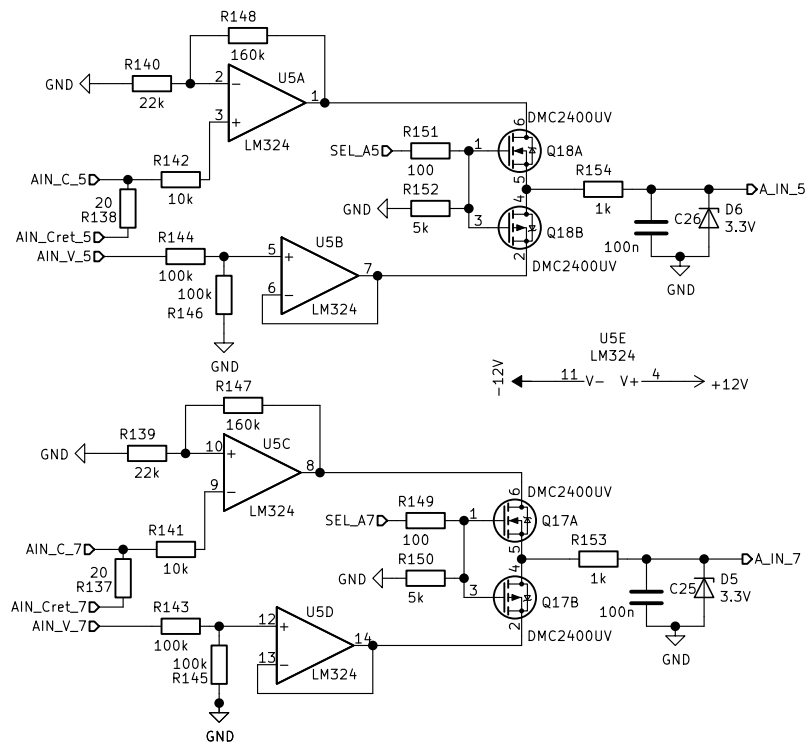 R148
160k
R140
GND
22k
2
U5A
1
3
LM324
DMC2400UV
6
SEL_A5
R151
100
1
Q18A
5
R142
AIN_C_5
10k
20
R138
R152
GND
5k
4
3
Q18B
2
DMC2400UV
R154
1k
A_IN_5
C26
100n
D6
3.3V
GND
AIN_Cret_5
AIN_V_5
R144
100k
100k
R146
GND
5
U5B
7
6
LM324
U5E
LM324
-12V
11
V-
V+
4
+12V
R147
160k
R139
GND
22k
10
U5C
8
9
LM324
6
DMC2400UV
SEL_A7
R149
100
1
Q17A
5
R141
AIN_C_7
10k
20
R137
R150
GND
5k
4
3
Q17B
2
DMC2400UV
R153
1k
A_IN_7
C25
100n
D5
3.3V
GND
AIN_Cret_7
AIN_V_7
R143
100k
100k
R145
GND
12
U5D
14
13
LM324